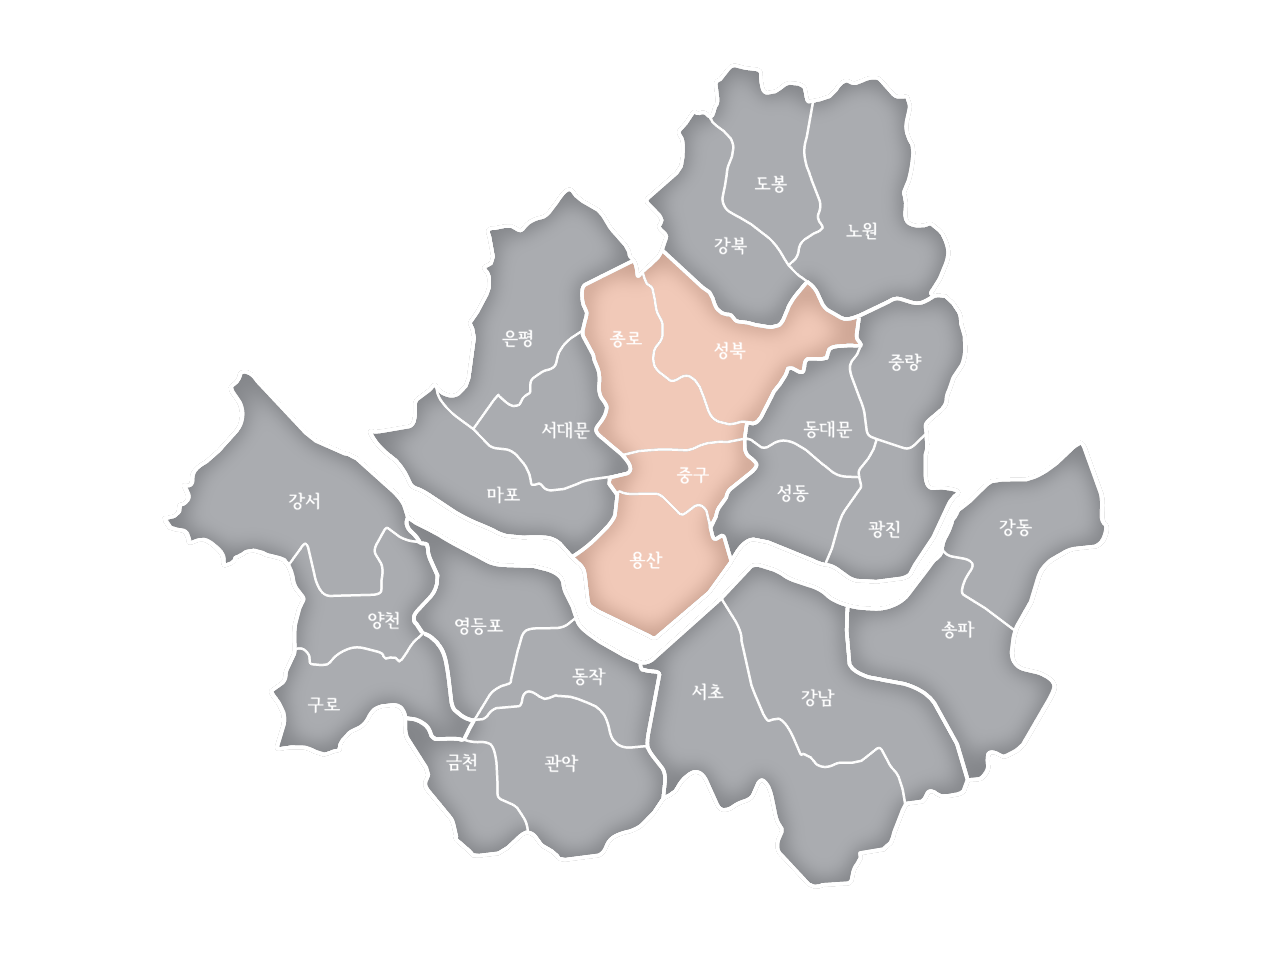 도봉
노원
강북
은평
종로
성북
중랑
서대문
동대문
마포
중구
성동
강서
용산
광진
강동
양천
영등포
송파
동작
서초
강남
구로
금천
관악